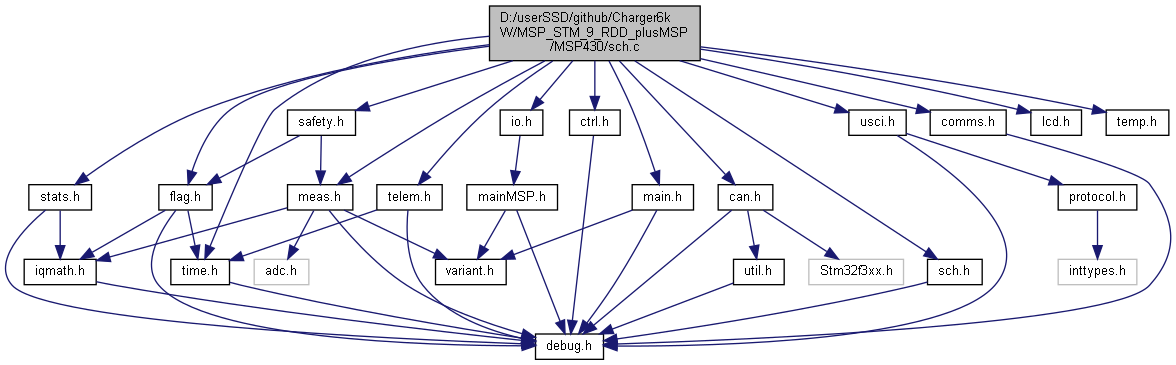 D:/userSSD/github/Charger6k
W/MSP_STM_9_RDD_plusMSP
/MSP430/sch.c
safety.h
io.h
ctrl.h
usci.h
comms.h
lcd.h
temp.h
stats.h
flag.h
meas.h
telem.h
mainMSP.h
main.h
can.h
protocol.h
iqmath.h
time.h
adc.h
variant.h
util.h
Stm32f3xx.h
sch.h
inttypes.h
debug.h